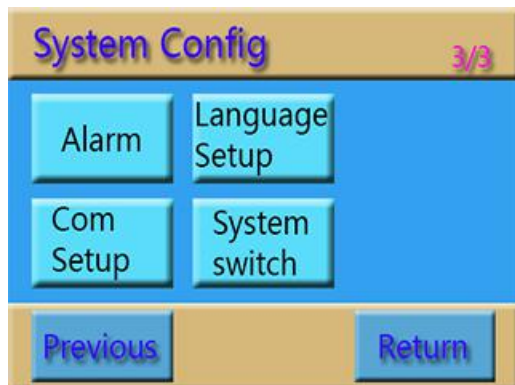 System Config
3/3
Alarm
Language
Setup
Com
Setup
System
switch
Previous
Return